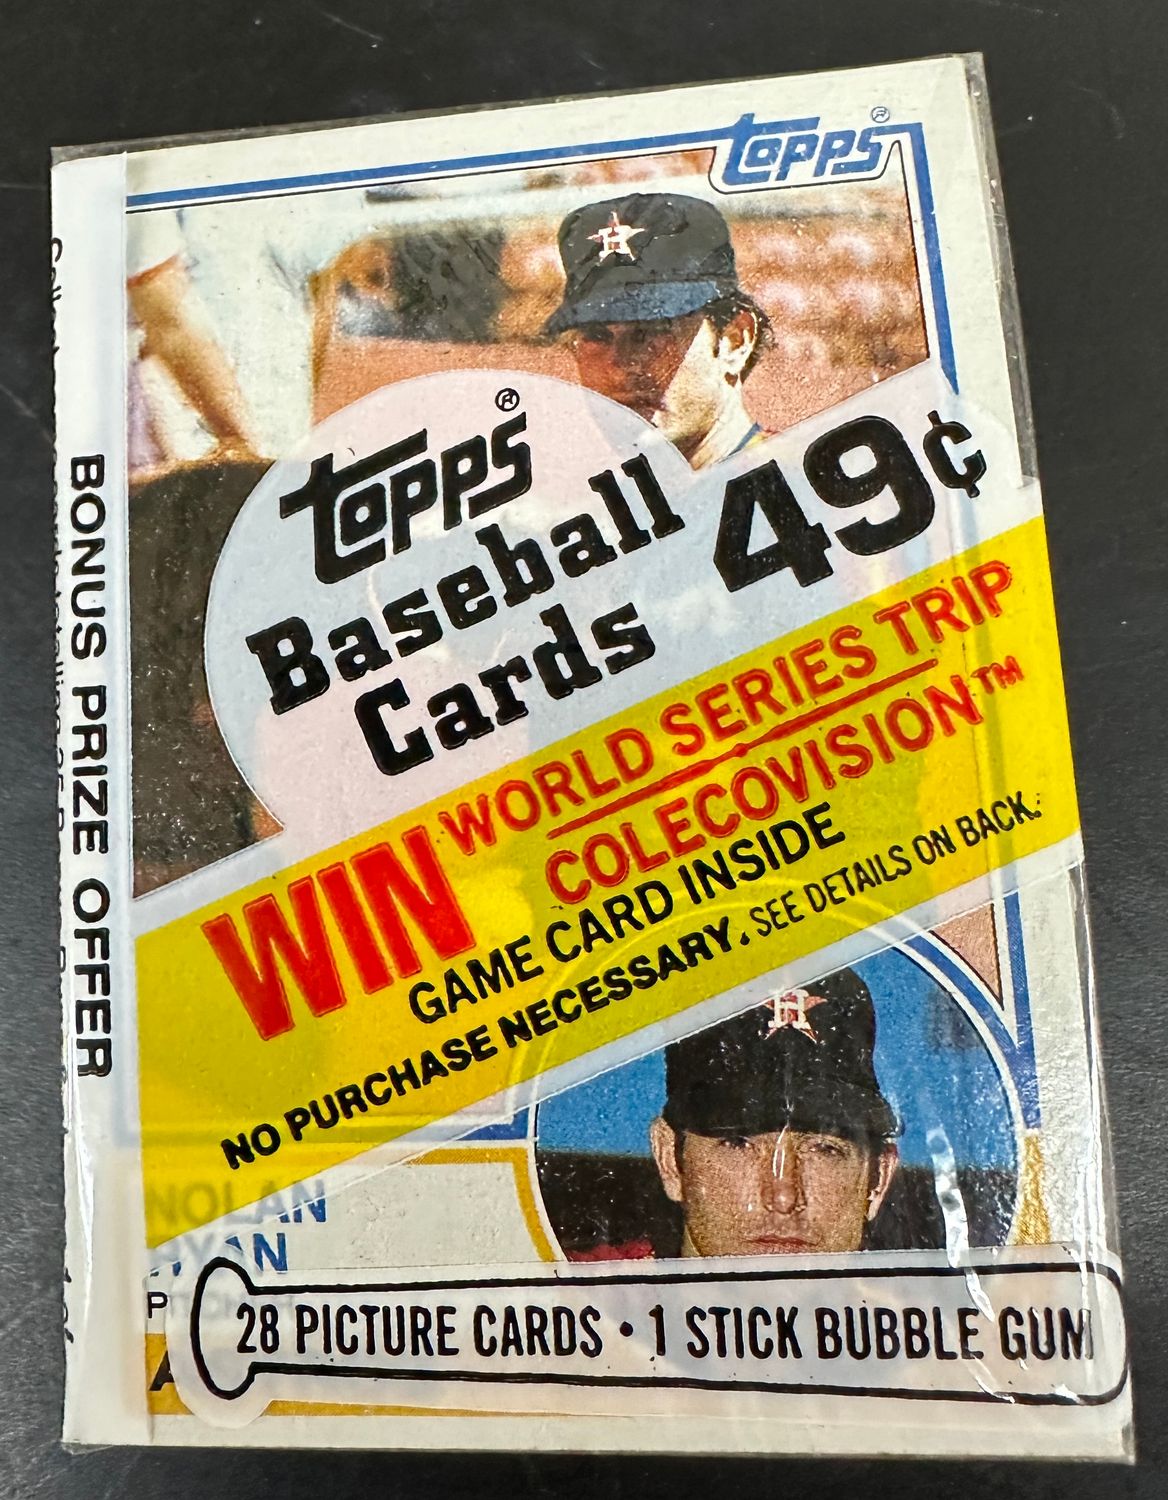 topps®
topps®
Baseball
Cards
49¢
WIN WORLD SERIES TRIP
COLECOVISION™
GAME CARD INSIDE
NO PURCHASE NECESSARY. SEE DETAILS ON BACK.
NOLAN
RYAN
28 PICTURE CARDS • 1 STICK BUBBLE GUM
BONUS PRIZE OFFER